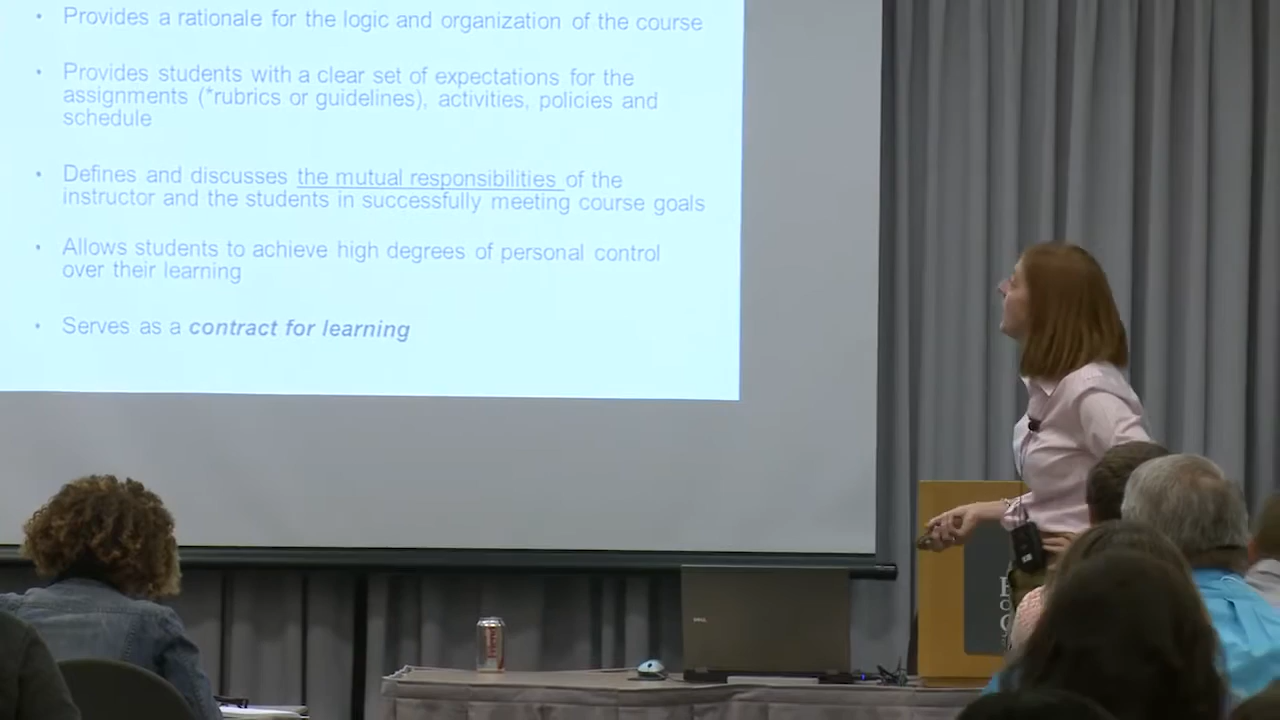 • Provides a rationale for the logic and organization of the course
• Provides students with a clear set of expectations for the
assignments (*rubrics or guidelines), activities, policies and
schedule
• Defines and discusses the mutual responsibilities of the
instructor and the students in successfully meeting course goals
• Allows students to achieve high degrees of personal control
over their learning
• Serves as a contract for learning
DELL